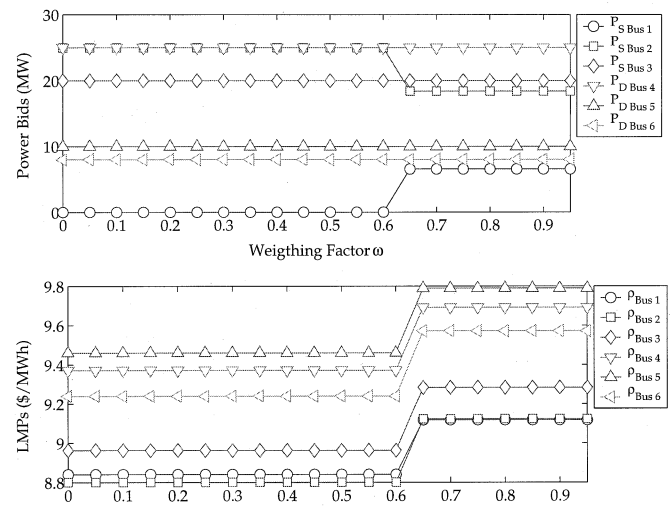 30
20
10
0
Power Bids (MW)
0 0.1 0.2 0.3 0.4 0.5 0.6 0.7 0.8 0.9
Weigthing Factor ω
P S Bus 1
P S Bus 2
P S Bus 3
P D Bus 4
P D Bus 5
P D Bus 6
9.8
9.6
9.4
9.2
9
8.8
LMPs ($/MWh)
0 0.1 0.2 0.3 0.4 0.5 0.6 0.7 0.8 0.9
ρ Bus 1
ρ Bus 2
ρ Bus 3
ρ Bus 4
ρ Bus 5
ρ Bus 6